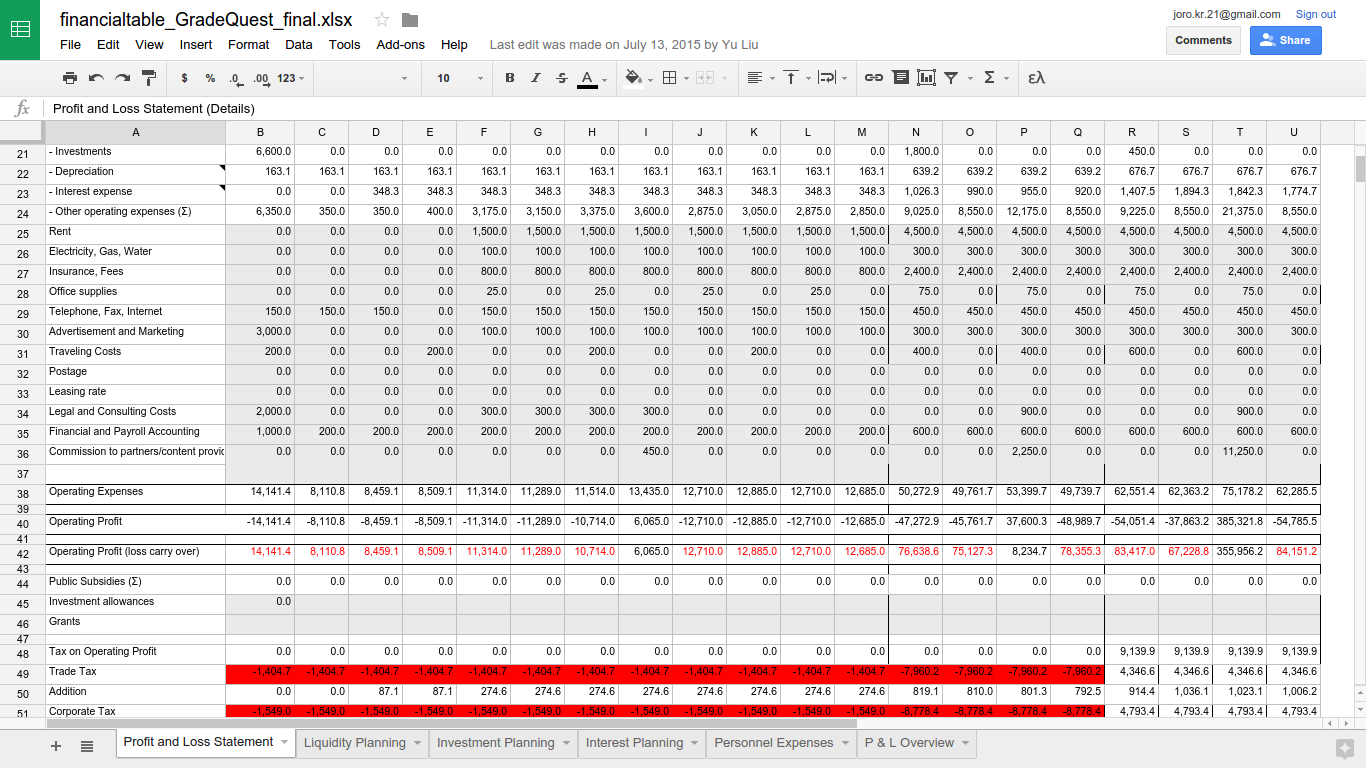 financialtable_GradeQuest_final.xlsx
joro.kr.21@gmail.com Sign out
File Edit View Insert Format Data Tools Add-ons Help Last edit was made on July 13, 2015 by Yu Liu
Comments Share
$ % .0 .00 123 10 B I S A Σ ελ
fx Profit and Loss Statement (Details)
A B C D E F G H I J K L M N O P Q R S T U
21 - Investments 6,600.0 0.0 0.0 0.0 0.0 0.0 0.0 0.0 0.0 0.0 0.0 0.0 1,800.0 0.0 0.0 0.0 450.0 0.0 0.0 0.0
22 - Depreciation 163.1 163.1 163.1 163.1 163.1 163.1 163.1 163.1 163.1 163.1 163.1 163.1 639.2 639.2 639.2 639.2 676.7 676.7 676.7 676.7
23 - Interest expense 0.0 0.0 348.3 348.3 348.3 348.3 348.3 348.3 348.3 348.3 348.3 348.3 1,026.3 990.0 955.0 920.0 1,407.5 1,894.3 1,842.3 1,774.7
24 - Other operating expenses (Σ) 6,350.0 350.0 350.0 400.0 3,175.0 3,150.0 3,375.0 3,600.0 2,875.0 3,050.0 2,875.0 2,850.0 9,025.0 8,550.0 12,175.0 8,550.0 9,225.0 8,550.0 21,375.0 8,550.0
25 Rent 0.0 0.0 0.0 0.0 1,500.0 1,500.0 1,500.0 1,500.0 1,500.0 1,500.0 1,500.0 1,500.0 4,500.0 4,500.0 4,500.0 4,500.0 4,500.0 4,500.0 4,500.0 4,500.0
26 Electricity, Gas, Water 0.0 0.0 0.0 0.0 100.0 100.0 100.0 100.0 100.0 100.0 100.0 100.0 300.0 300.0 300.0 300.0 300.0 300.0 300.0 300.0
27 Insurance, Fees 0.0 0.0 0.0 0.0 800.0 800.0 800.0 800.0 800.0 800.0 800.0 800.0 2,400.0 2,400.0 2,400.0 2,400.0 2,400.0 2,400.0 2,400.0 2,400.0
28 Office supplies 0.0 0.0 0.0 0.0 25.0 0.0 25.0 0.0 25.0 0.0 25.0 0.0 75.0 0.0 75.0 0.0 75.0 0.0 75.0 0.0
29 Telephone, Fax, Internet 150.0 150.0 150.0 0.0 150.0 150.0 150.0 150.0 150.0 150.0 150.0 150.0 450.0 450.0 450.0 450.0 450.0 450.0 450.0 450.0
30 Advertisement and Marketing 3,000.0 0.0 0.0 0.0 100.0 100.0 100.0 100.0 100.0 100.0 100.0 100.0 300.0 300.0 300.0 300.0 300.0 300.0 300.0 300.0
31 Traveling Costs 200.0 0.0 0.0 200.0 0.0 0.0 200.0 0.0 0.0 200.0 0.0 0.0 400.0 0.0 400.0 0.0 600.0 0.0 600.0 0.0
32 Postage 0.0 0.0 0.0 0.0 0.0 0.0 0.0 0.0 0.0 0.0 0.0 0.0 0.0 0.0 0.0 0.0 0.0 0.0 0.0 0.0
33 Leasing rate 0.0 0.0 0.0 0.0 0.0 0.0 0.0 0.0 0.0 0.0 0.0 0.0 0.0 0.0 0.0 0.0 0.0 0.0 0.0 0.0
34 Legal and Consulting Costs 2,000.0 0.0 0.0 0.0 300.0 300.0 300.0 300.0 0.0 0.0 0.0 0.0 0.0 0.0 900.0 0.0 0.0 0.0 900.0 0.0
35 Financial and Payroll Accounting 1,000.0 200.0 200.0 200.0 200.0 200.0 200.0 200.0 200.0 200.0 200.0 200.0 600.0 600.0 600.0 600.0 600.0 600.0 600.0 600.0
36 Commission to partners/content provic 0.0 0.0 0.0 0.0 0.0 0.0 0.0 450.0 0.0 0.0 0.0 0.0 0.0 0.0 2,250.0 0.0 0.0 0.0 11,250.0 0.0
37
38 Operating Expenses 14,141.4 8,110.8 8,459.1 8,509.1 11,314.0 11,289.0 11,514.0 13,435.0 12,710.0 12,885.0 12,710.0 12,685.0 50,272.9 49,761.7 53,399.7 49,739.7 62,551.4 62,363.2 75,178.2 62,285.5
39
40 Operating Profit -14,141.4 -8,110.8 -8,459.1 -8,509.1 -11,314.0 -11,289.0 -10,714.0 6,065.0 -12,710.0 -12,885.0 -12,710.0 -12,685.0 -47,272.9 -45,761.7 37,600.3 -48,989.7 -54,051.4 -37,863.2 385,321.8 -54,785.5
41
42 Operating Profit (loss carry over) 14,141.4 8,110.8 8,459.1 8,509.1 11,314.0 11,289.0 10,714.0 6,065.0 12,710.0 12,885.0 12,710.0 12,685.0 76,638.6 75,127.3 8,234.7 78,355.3 83,417.0 67,228.8 355,956.2 84,151.2
43
44 Public Subsidies (Σ) 0.0 0.0 0.0 0.0 0.0 0.0 0.0 0.0 0.0 0.0 0.0 0.0 0.0 0.0 0.0 0.0 0.0 0.0 0.0 0.0
45 Investment allowances 0.0
46 Grants
47
48 Tax on Operating Profit 0.0 0.0 0.0 0.0 0.0 0.0 0.0 0.0 0.0 0.0 0.0 0.0 0.0 0.0 0.0 0.0 9,139.9 9,139.9 9,139.9 9,139.9
49 Trade Tax -1,404.7 -1,404.7 -1,404.7 -1,404.7 -1,404.7 -1,404.7 -1,404.7 -1,404.7 -1,404.7 -1,404.7 -1,404.7 -1,404.7 -7,960.2 -7,960.2 -7,960.2 -7,960.2 4,346.6 4,346.6 4,346.6 4,346.6
50 Addition 0.0 0.0 87.1 87.1 274.6 274.6 274.6 274.6 274.6 274.6 274.6 274.6 819.1 810.0 801.3 792.5 914.4 1,036.1 1,023.1 1,006.2
51 Corporate Tax -1,549.0 -1,549.0 -1,549.0 -1,549.0 -1,549.0 -1,549.0 -1,549.0 -1,549.0 -1,549.0 -1,549.0 -1,549.0 -1,549.0 -8,778.4 -8,778.4 -8,778.4 -8,778.4 4,793.4 4,793.4 4,793.4 4,793.4
Profit and Loss Statement Liquidity Planning Investment Planning Interest Planning Personnel Expenses P & L Overview